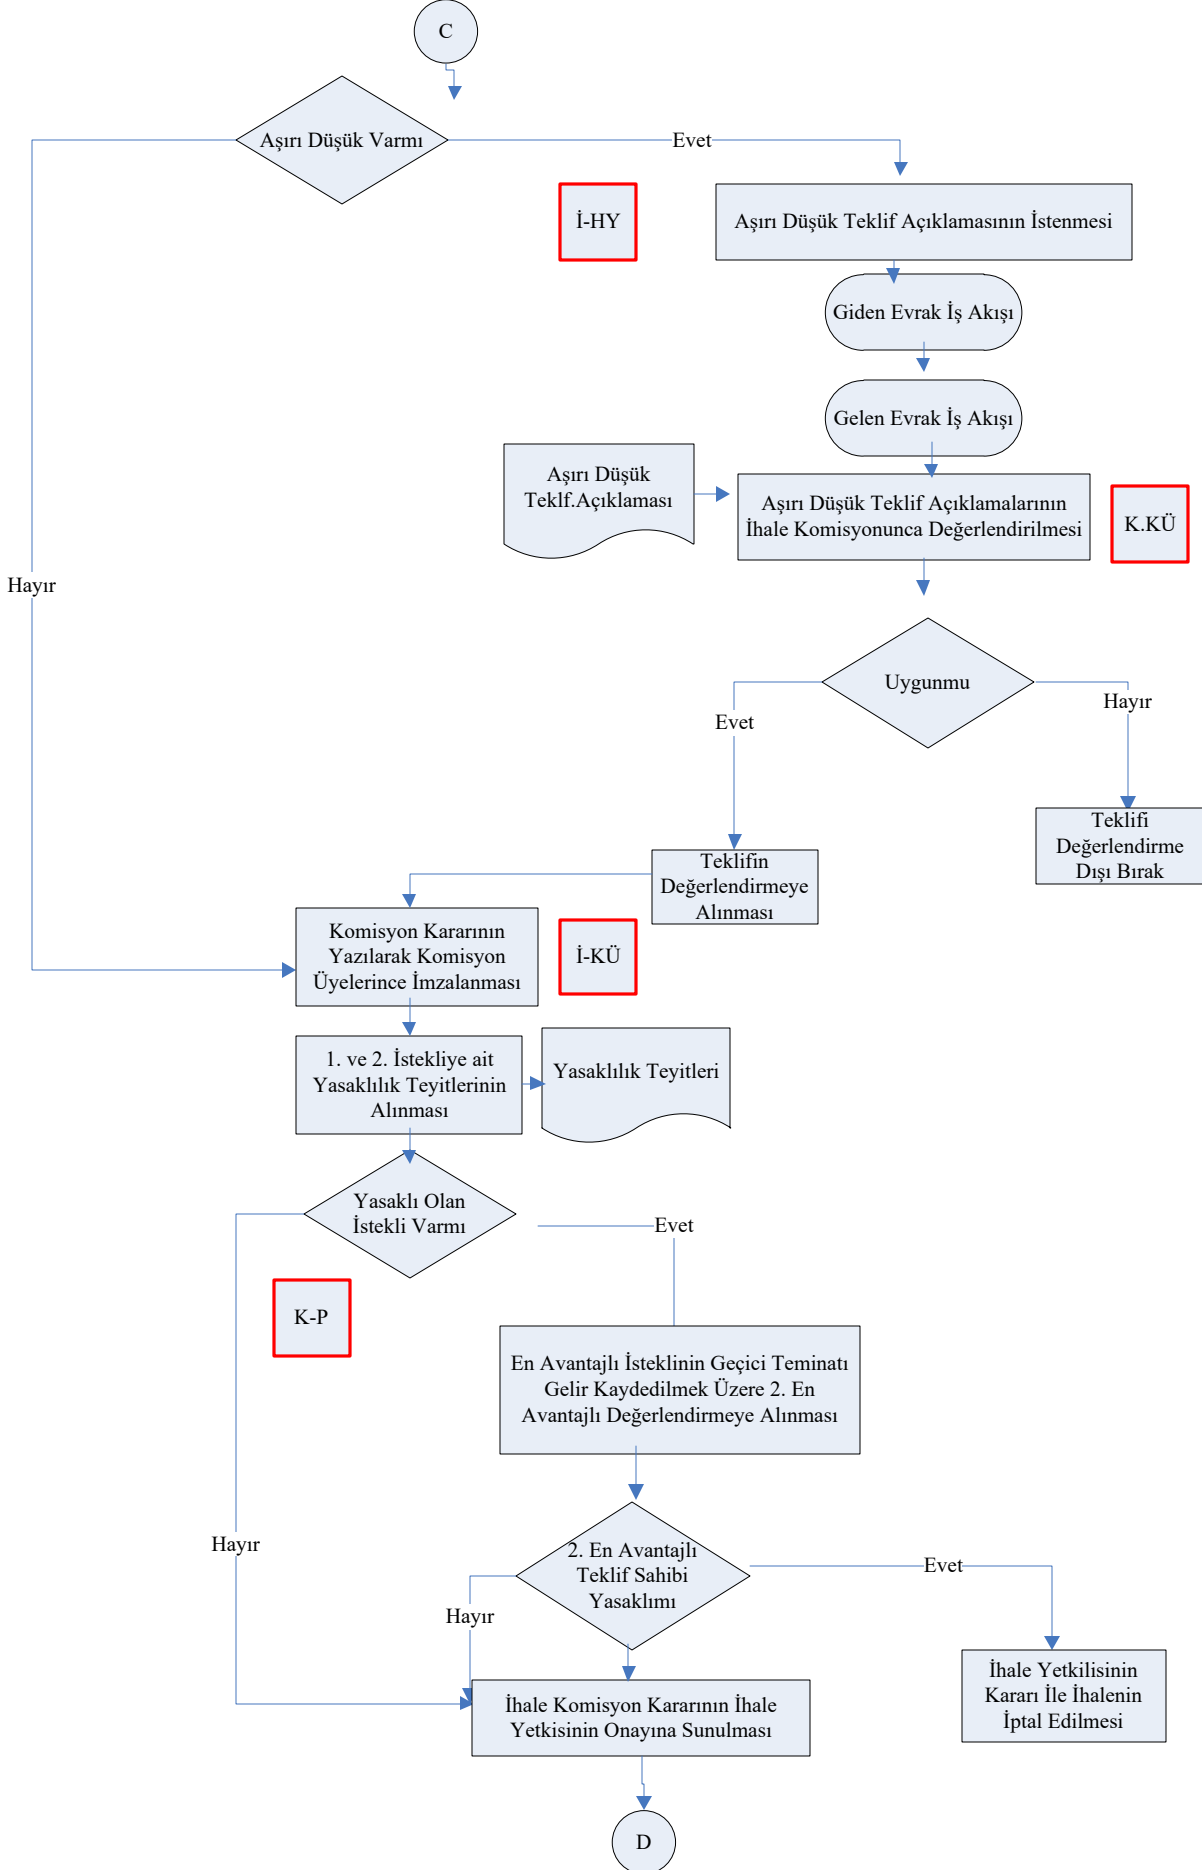 C
Aşırı Düşük Varmı
Evet
İ-HY
Aşırı Düşük Teklif Açıklamasının İstenmesi
Giden Evrak İş Akışı
Gelen Evrak İş Akışı
Aşırı Düşük
Teklf.Açıklaması
Aşırı Düşük Teklif Açıklamalarının
İhale Komisyonunca Değerlendirilmesi
K.KÜ
Hayır
Uygunmu
Evet
Hayır
Teklifi
Değerlendirme
Dışı Bırak
Teklifin
Değerlendirmeye
Alınması
Komisyon Kararının
Yazılarak Komisyon
Üyelerince İmzalanması
İ-KÜ
1. ve 2. İstekliye ait
Yasaklılık Teyitlerinin
Alınması
Yasaklılık Teyitleri
Yasaklı Olan
İstekli Varmı
Evet
K-P
En Avantajlı İsteklinin Geçici Teminatı
Gelir Kaydedilmek Üzere 2. En
Avantajlı Değerlendirmeye Alınması
Hayır
2. En Avantajlı
Teklif Sahibi
Yasaklımı
Evet
Hayır
İhale Komisyon Kararının İhale
Yetkisinin Onayına Sunulması
İhale Yetkilisinin
Kararı İle İhalenin
İptal Edilmesi
D